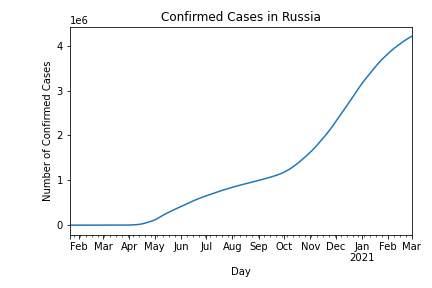 Confirmed Cases in Russia
1e6
4
3
2
1
0
Number of Confirmed Cases
Feb Mar Apr May Jun Jul Aug Sep Oct Nov Dec Jan Feb Mar
2021
Day